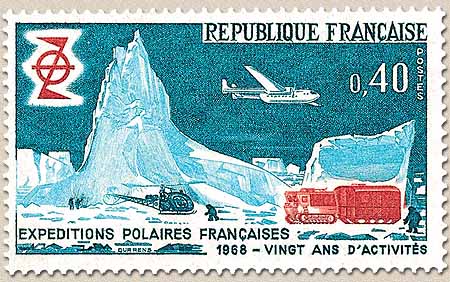 REPUBLIQUE FRANÇAISE
0,40
POSTES
EXPEDITIONS POLAIRES FRANÇAISES
1968 - VINGT ANS D'ACTIVITÉS
DURRENS